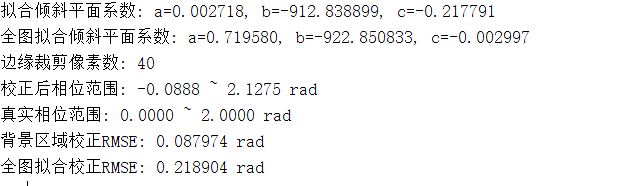 拟合倾斜平面系数: a=0.002718, b=-912.838899, c=-0.217791
全图拟合倾斜平面系数: a=0.719580, b=-922.850833, c=-0.002997
边缘裁剪像素数: 40
校正后相位范围: -0.0888 ~ 2.1275 rad
真实相位范围: 0.0000 ~ 2.0000 rad
背景区域校正RMSE: 0.087974 rad
全图拟合校正RMSE: 0.218904 rad